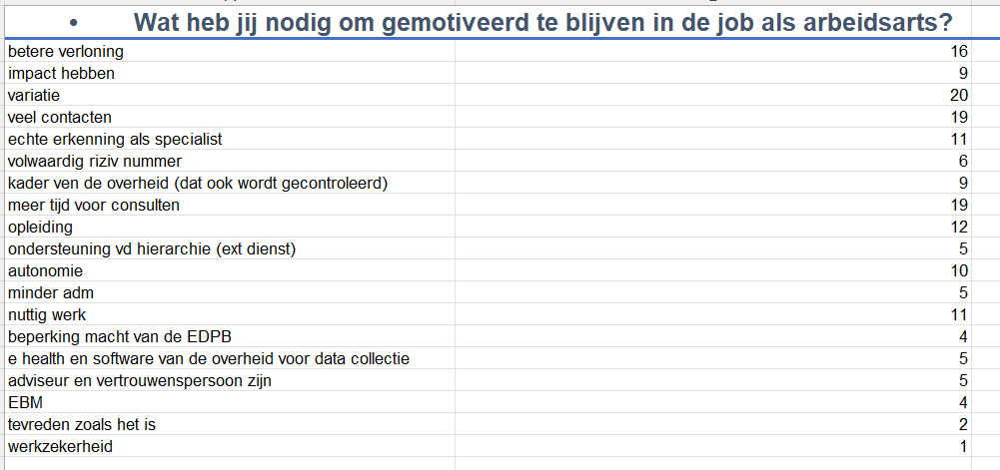 • Wat heb jij nodig om gemotiveerd te blijven in de job als arbeidsarts?
betere verloning 16
impact hebben 9
variatie 20
veel contacten 19
echte erkenning als specialist 11
volwaardig riziv nummer 6
kader ven de overheid (dat ook wordt gecontroleerd) 9
meer tijd voor consulten 19
opleiding 12
ondersteuning vd hierarchie (ext dienst) 5
autonomie 10
minder adm 5
nuttig werk 11
beperking macht van de EDPB 4
e health en software van de overheid voor data collectie 5
adviseur en vertrouwenspersoon zijn 5
EBM 4
tevreden zoals het is 2
werkzekerheid 1